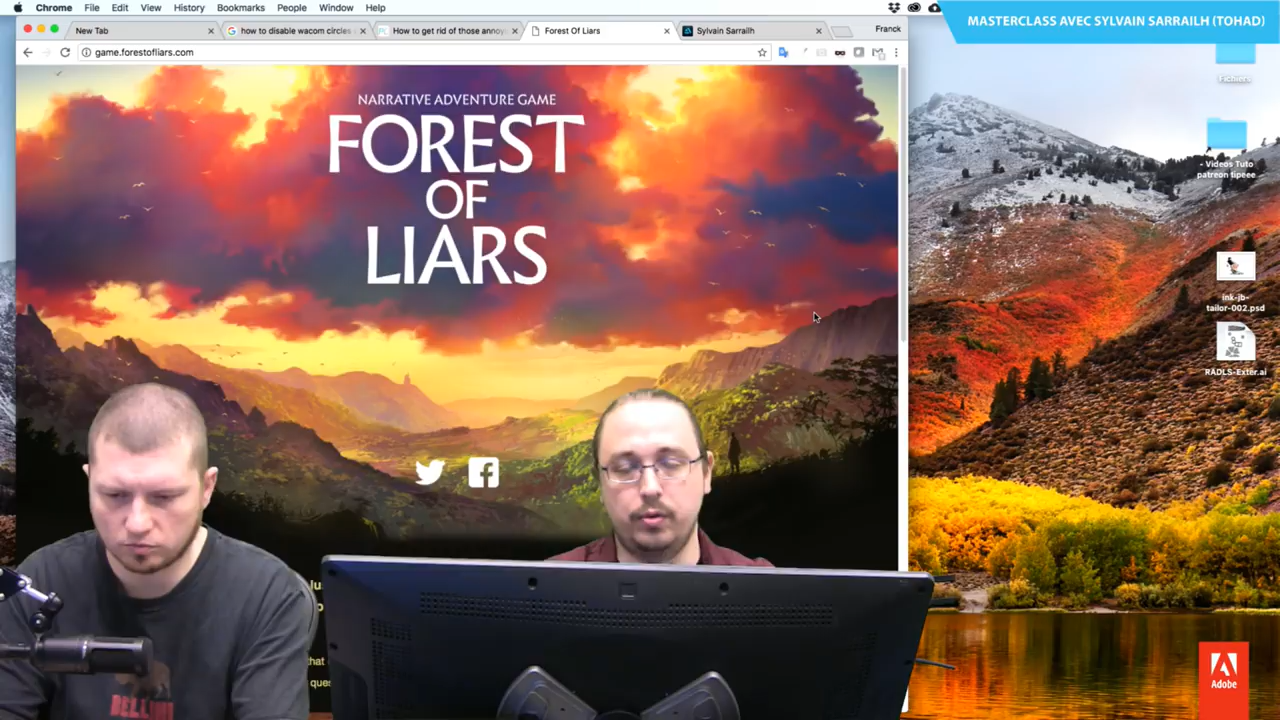 Chrome File Edit View History Bookmarks People Window Help
MASTERCLASS AVEC SYLVAIN SARRAILH (TOHAD)
New Tab
how to disable wacom circles
How to get rid of those annoy
Forest Of Liars
Sylvain Sarrailh
Franck
game.forestofliars.com
Fichiers
- Videos Tuto
patreon tipeee
NARRATIVE ADVENTURE GAME
FOREST
OF
LIARS
ink-jb-
tailor-002.psd
RADLS-Exter.ai
that
ques
Adobe